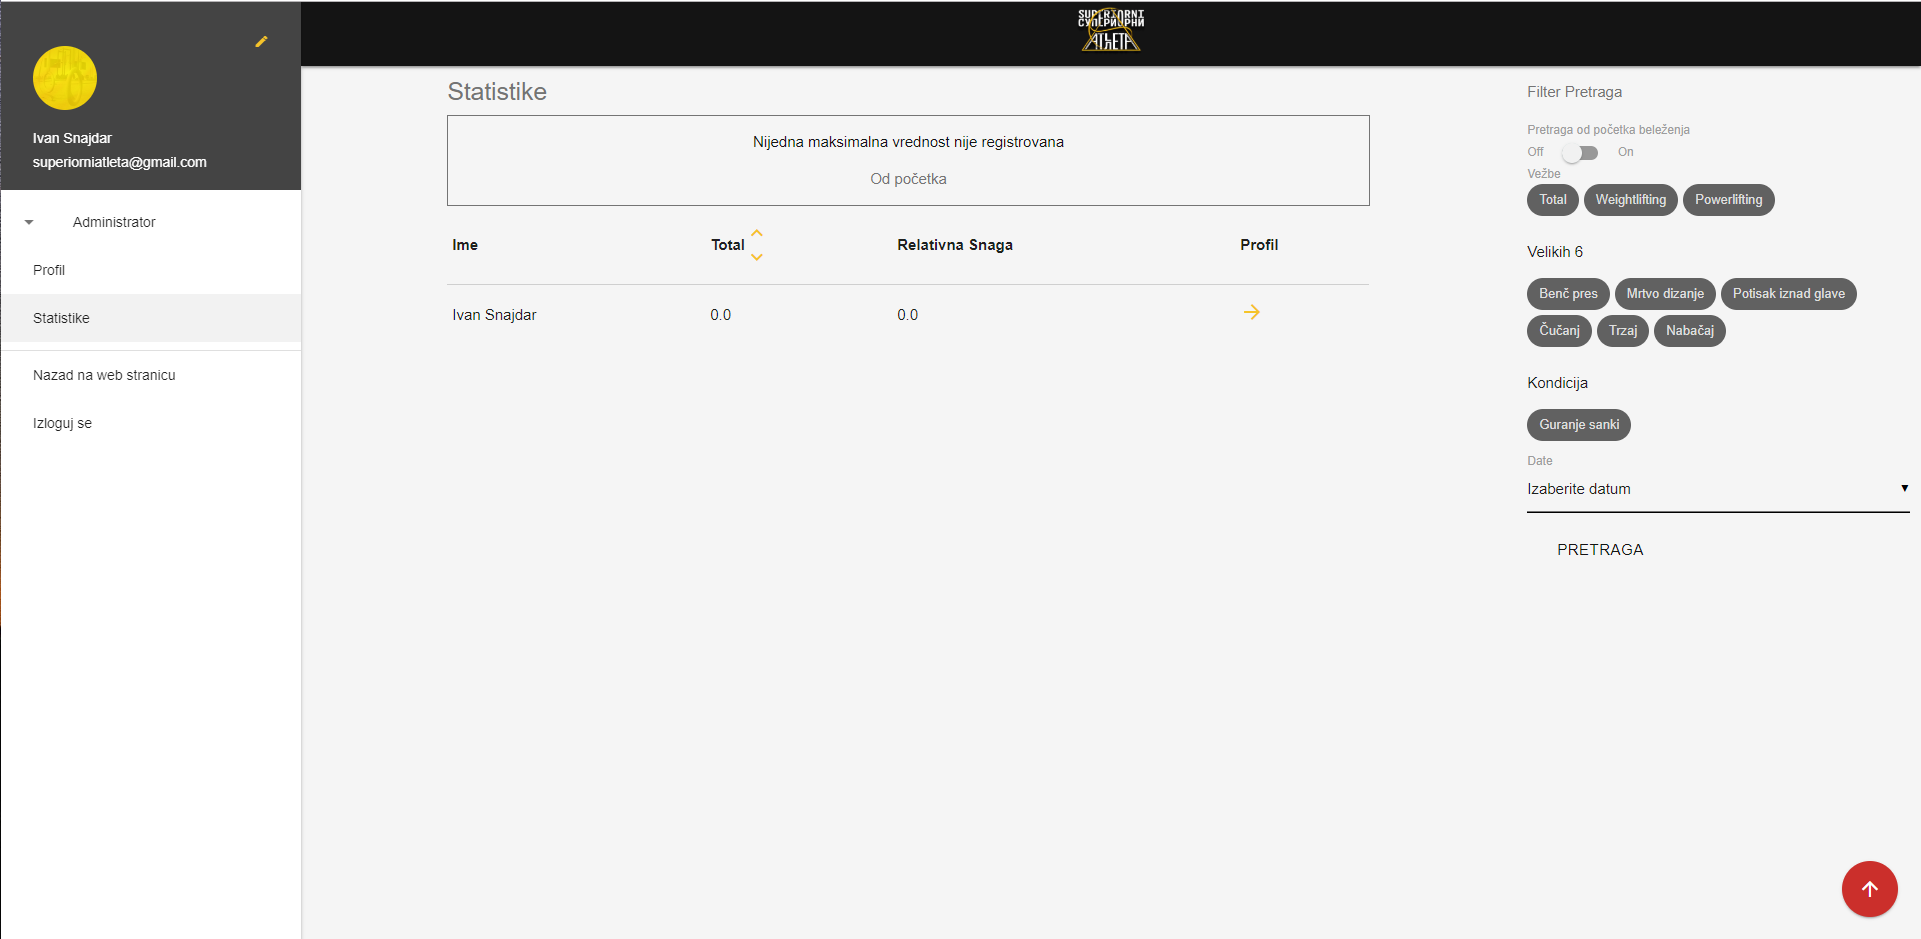 SUPERIORNI
СУПЕРИОРНИ
АТЉЕТА
Ivan Snajdar
superiorniatleta@gmail.com
Administrator
Profil
Statistike
Nazad na web stranicu
Izloguj se
Statistike
Nijedna maksimalna vrednost nije registrovana
Od početka
Ime Total Relativna Snaga Profil
Ivan Snajdar 0.0 0.0
Filter Pretraga
Pretraga od početka beleženja
Off On
Vežbe
Total Weightlifting Powerlifting
Velikih 6
Benč pres Mrtvo dizanje Potisak iznad glave
Čučanj Trzaj Nabačaj
Kondicija
Guranje sanki
Date
Izaberite datum
PRETRAGA